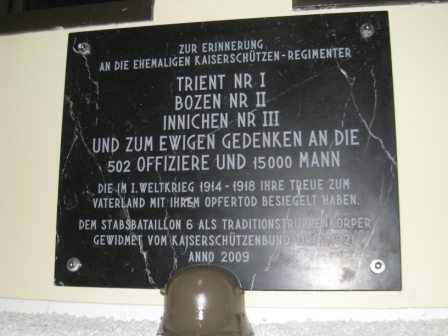 ZUR ERINNERUNG
AN DIE EHEMALIGEN KAISERSCHÜTZEN-REGIMENTER
TRIENT NR I
BOZEN NR II
INNICHEN NR III
UND ZUM EWIGEN GEDENKEN AN DIE
502 OFFIZIERE UND 15000 MANN
DIE IM I. WELTKRIEG 1914 - 1918 IHRE TREUE ZUM
VATERLAND MIT IHREM OPFERTOD BESIEGELT HABEN.
DEM STABSBATAILLON 6 ALS TRADITIONSTRUPPENKÖRPER
GEWIDMET VOM KAISERSCHÜTZENBUND 1921
ANNO 2009